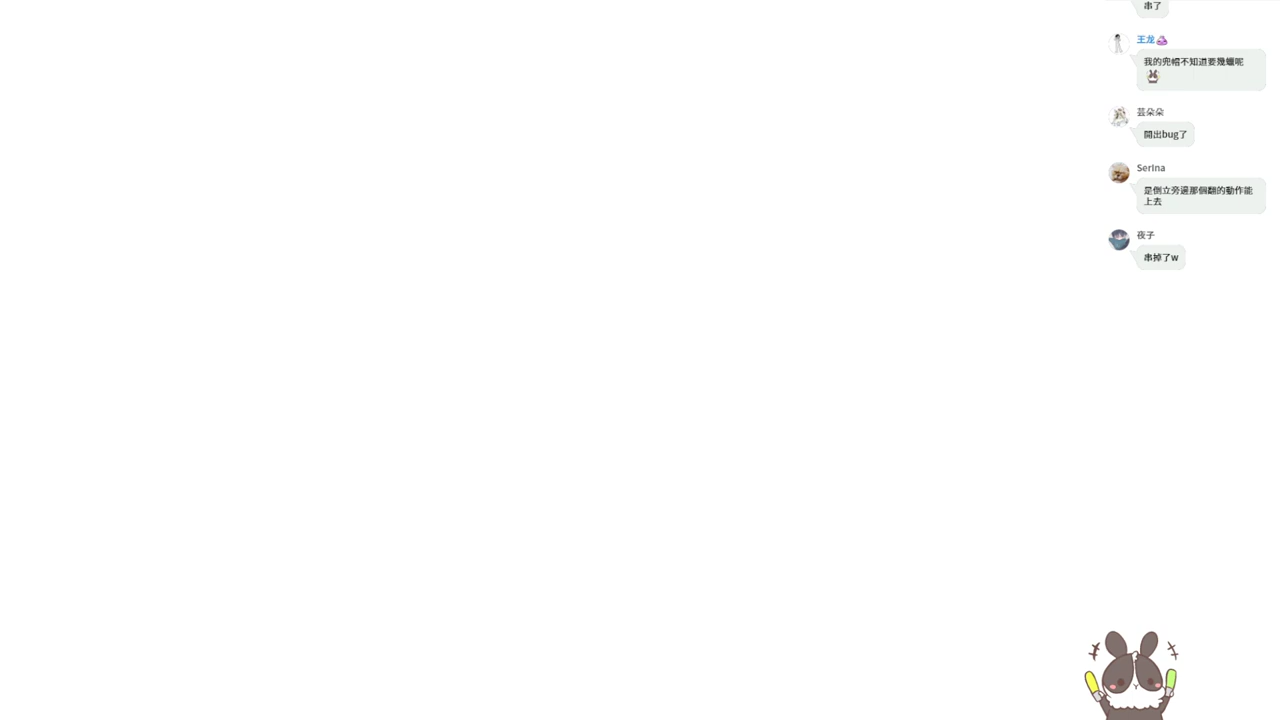 串了
王龙
我的兜帽不知道要幾蠟呢
芸朵朵
開出bug了
Serina
是倒立旁邊那個翻的動作能
上去
夜子
串掉了w